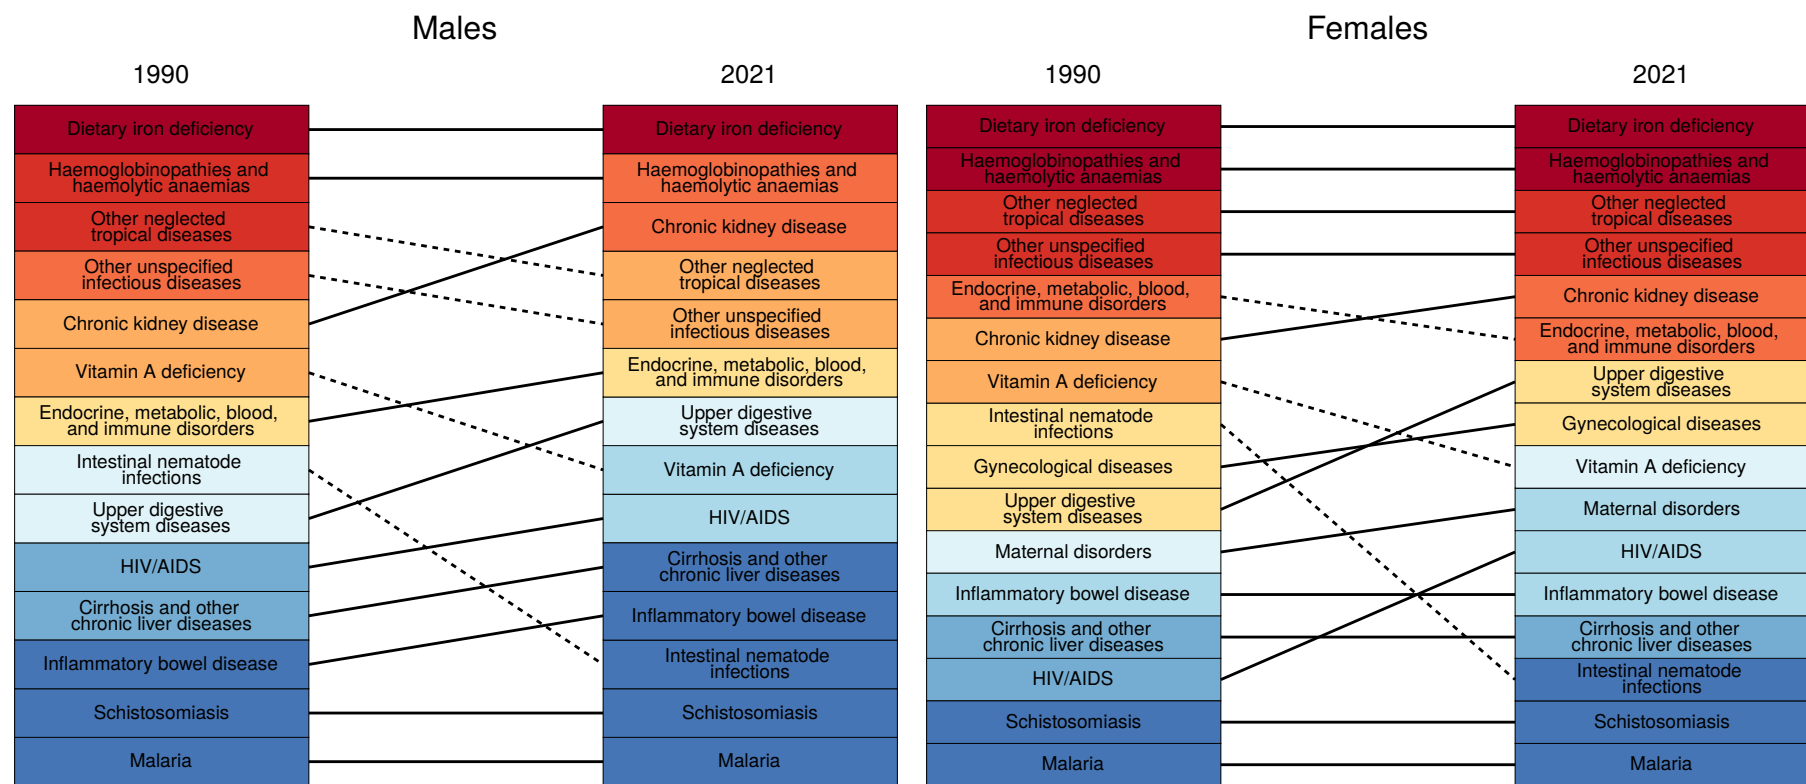 Males
1990
2021
Dietary iron deficiency
Haemoglobinopathies and
haemolytic anaemias
Other neglected
tropical diseases
Other unspecified
infectious diseases
Chronic kidney disease
Vitamin A deficiency
Endocrine, metabolic, blood,
and immune disorders
Intestinal nematode
infections
Upper digestive
system diseases
HIV/AIDS
Cirrhosis and other
chronic liver diseases
Inflammatory bowel disease
Schistosomiasis
Malaria
Dietary iron deficiency
Haemoglobinopathies and
haemolytic anaemias
Chronic kidney disease
Other neglected
tropical diseases
Other unspecified
infectious diseases
Endocrine, metabolic, blood,
and immune disorders
Upper digestive
system diseases
Vitamin A deficiency
HIV/AIDS
Cirrhosis and other
chronic liver diseases
Inflammatory bowel disease
Intestinal nematode
infections
Schistosomiasis
Malaria
Females
1990
2021
Dietary iron deficiency
Haemoglobinopathies and
haemolytic anaemias
Other neglected
tropical diseases
Other unspecified
infectious diseases
Endocrine, metabolic, blood,
and immune disorders
Chronic kidney disease
Vitamin A deficiency
Intestinal nematode
infections
Gynecological diseases
Upper digestive
system diseases
Maternal disorders
Inflammatory bowel disease
Cirrhosis and other
chronic liver diseases
HIV/AIDS
Schistosomiasis
Malaria
Dietary iron deficiency
Haemoglobinopathies and
haemolytic anaemias
Other neglected
tropical diseases
Other unspecified
infectious diseases
Chronic kidney disease
Endocrine, metabolic, blood,
and immune disorders
Upper digestive
system diseases
Gynecological diseases
Vitamin A deficiency
Maternal disorders
HIV/AIDS
Inflammatory bowel disease
Cirrhosis and other
chronic liver diseases
Intestinal nematode
infections
Schistosomiasis
Malaria